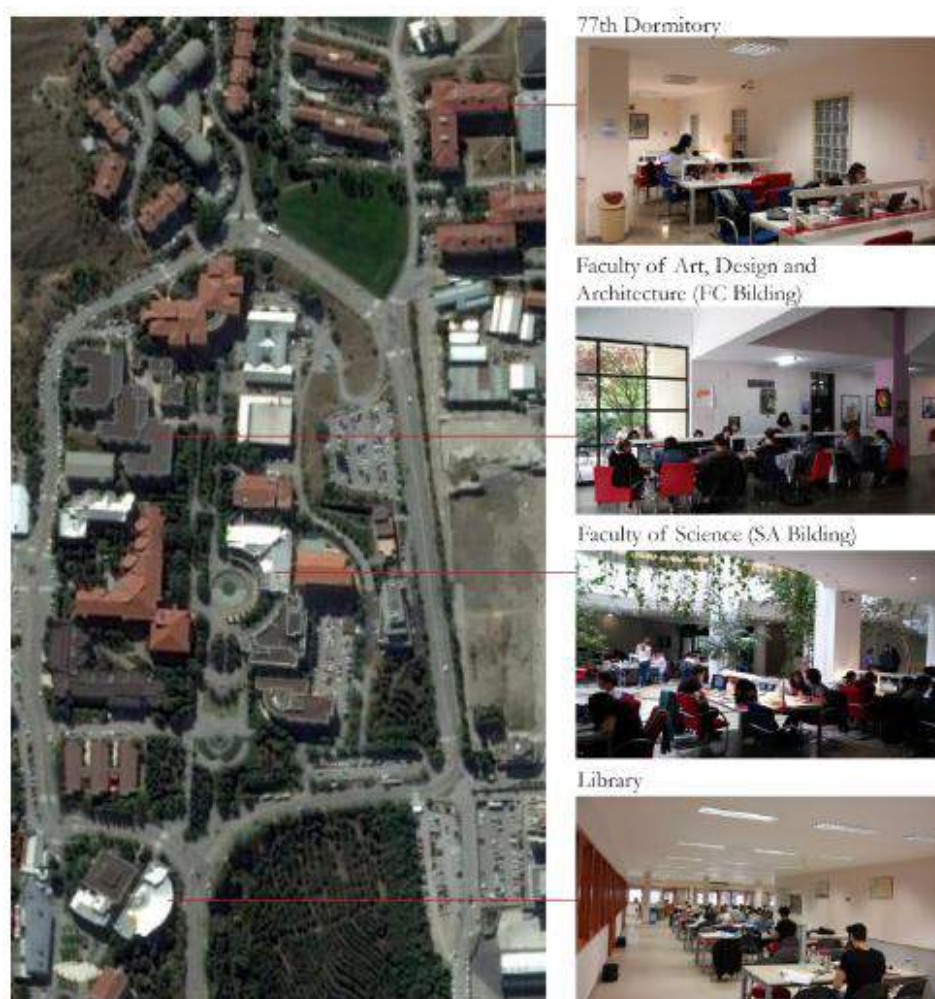 77th Dormitory
Faculty of Art, Design and
Architecture (FC Bilding)
Faculty of Science (SA Bilding)
Library